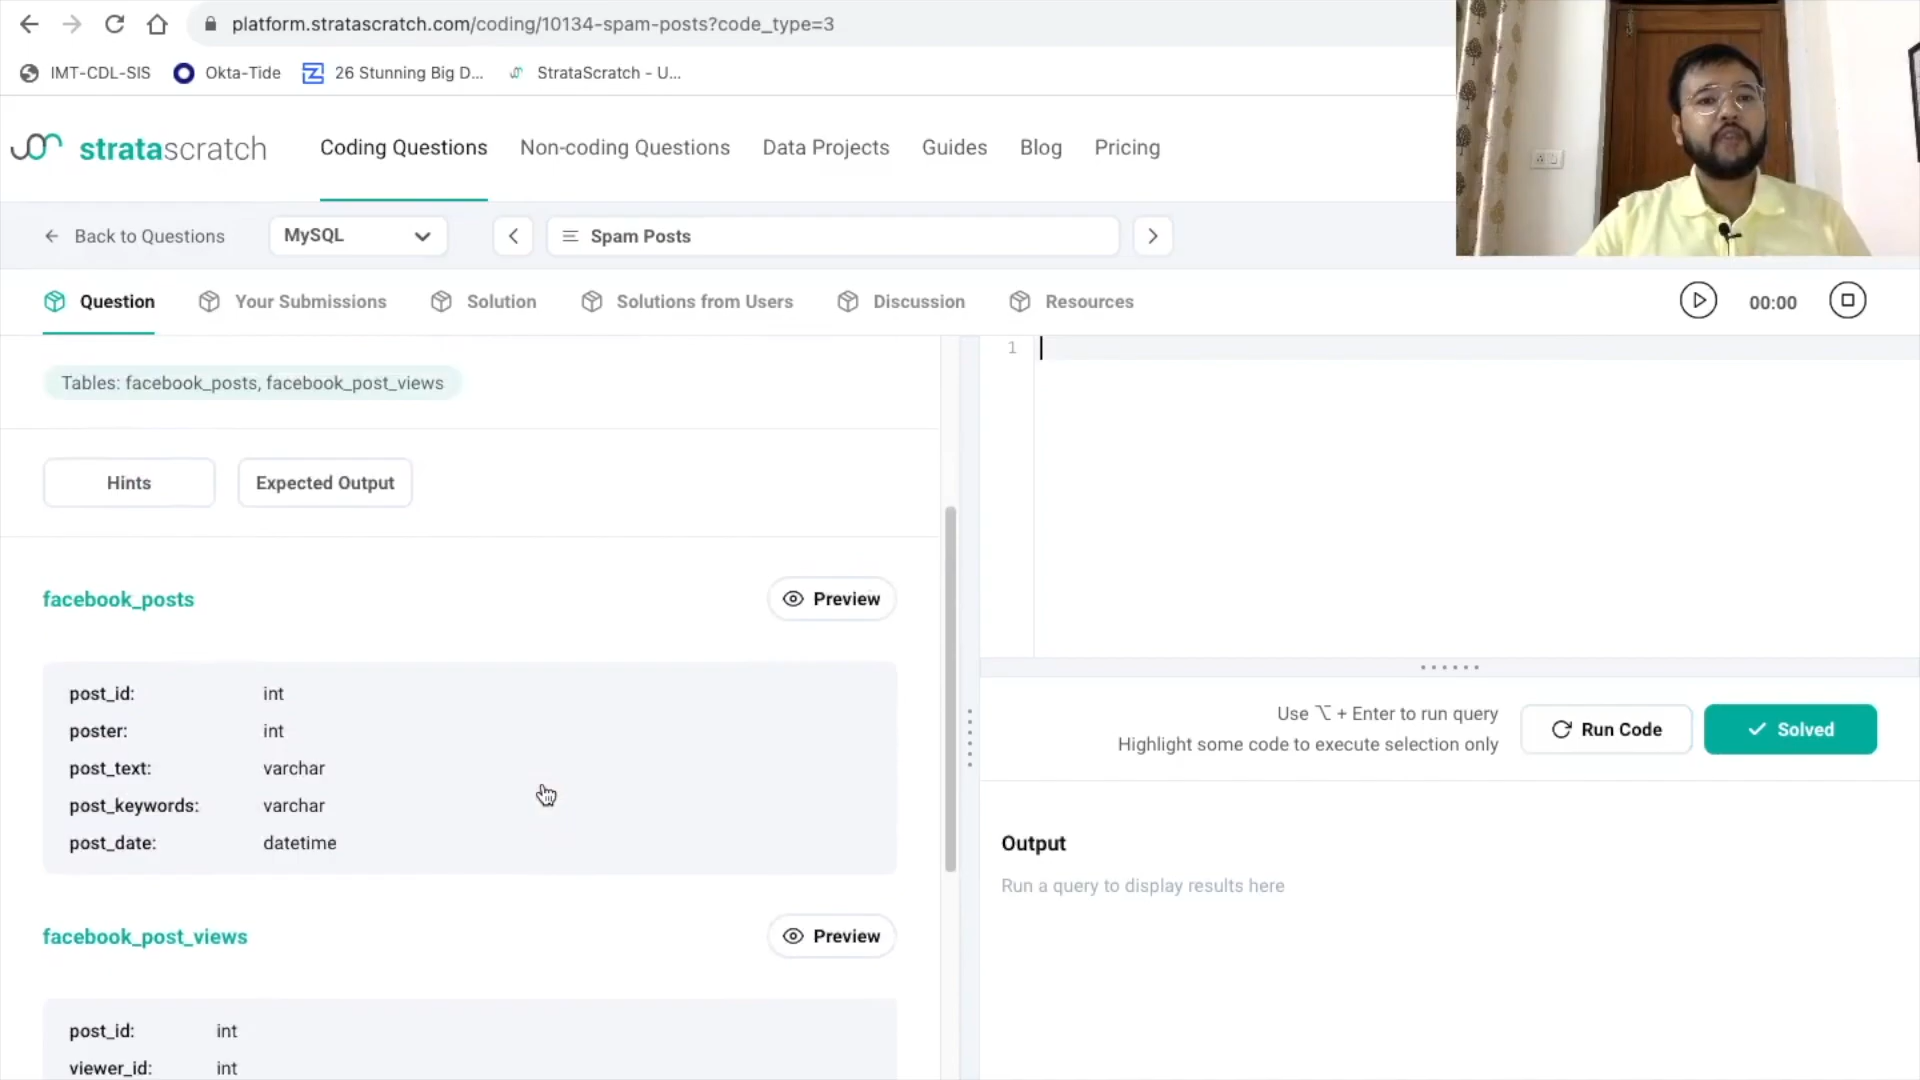 platform.stratascratch.com/coding/10134-spam-posts?code_type=3
IMT-CDL-SIS Okta-Tide 26 Stunning Big D... StrataScratch - U...
stratascratch Coding Questions Non-coding Questions Data Projects Guides Blog Pricing
Back to Questions MySQL Spam Posts
Question Your Submissions Solution Solutions from Users Discussion Resources 00:00
Tables: facebook_posts, facebook_post_views
1
Hints Expected Output
facebook_posts Preview
post_id: int
poster: int
post_text: varchar
post_keywords: varchar
post_date: datetime
facebook_post_views Preview
post_id: int
viewer_id: int
Use ⌥ + Enter to run query
Highlight some code to execute selection only
Run Code Solved
Output
Run a query to display results here